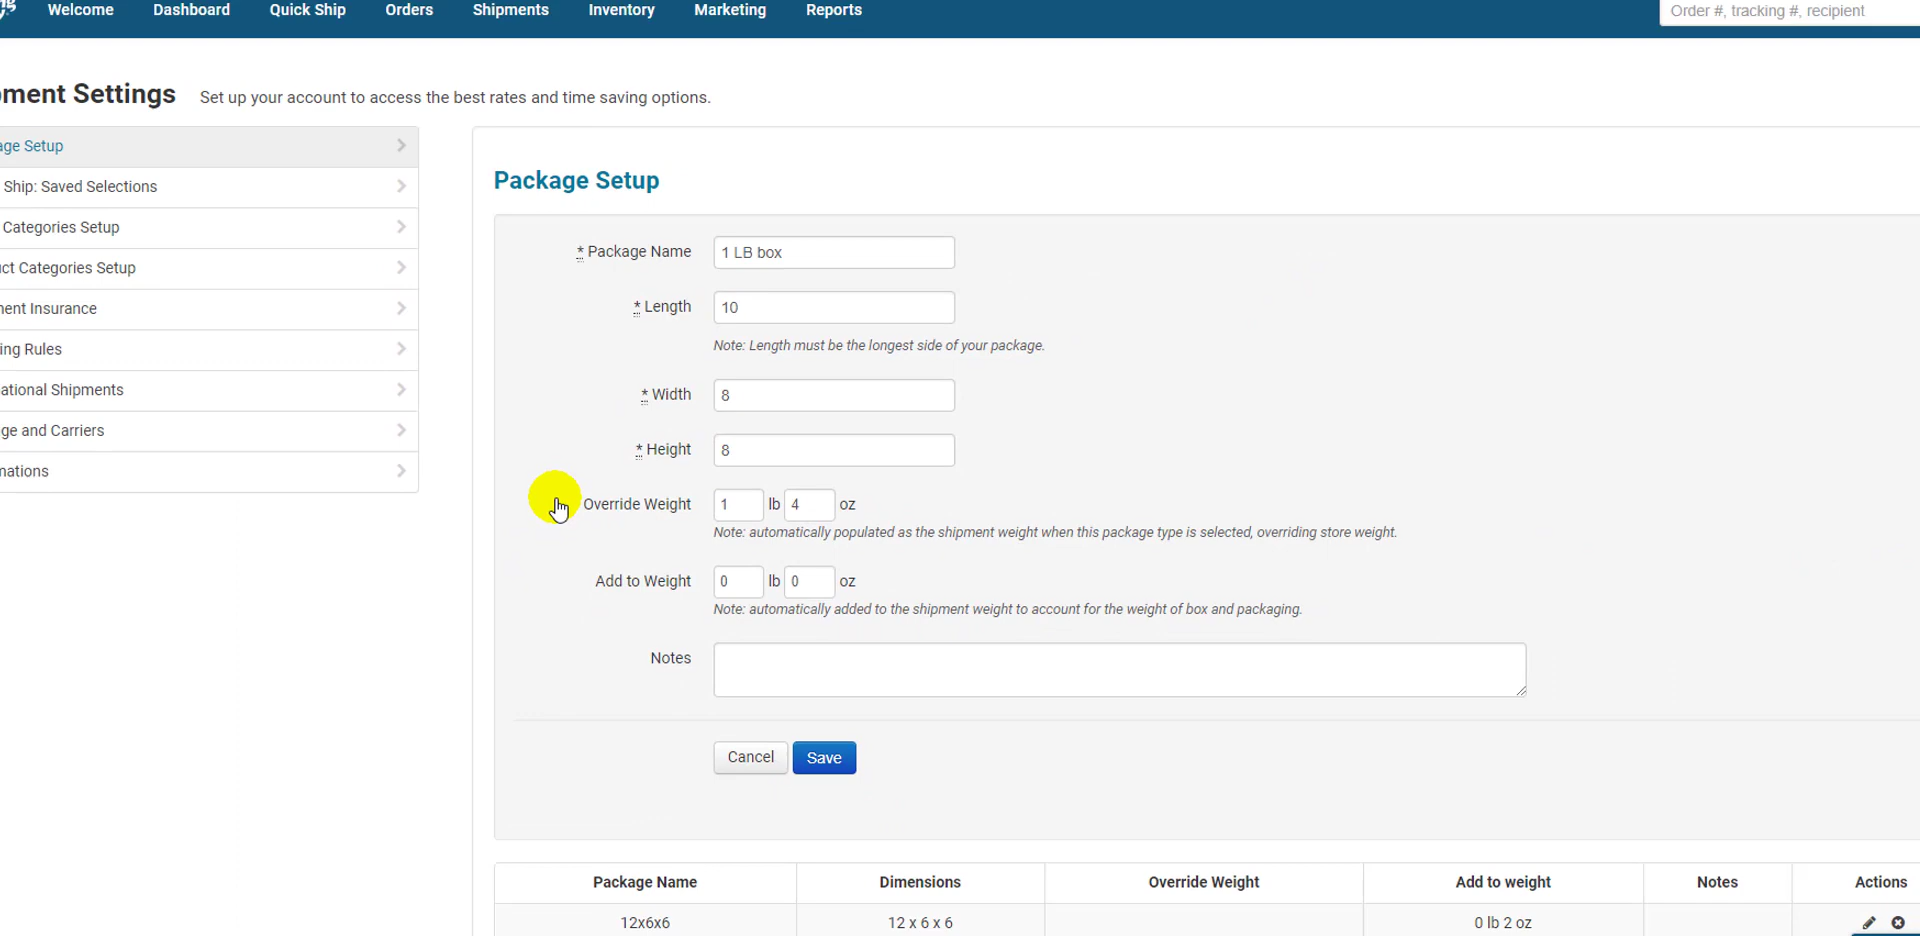 Welcome Dashboard Quick Ship Orders Shipments Inventory Marketing Reports Order #, tracking #, recipient
ment Settings Set up your account to access the best rates and time saving options.
age Setup
Ship: Saved Selections
Categories Setup
ct Categories Setup
ent Insurance
ing Rules
ational Shipments
ge and Carriers
mations
Package Setup
* Package Name 1 LB box
* Length 10
Note: Length must be the longest side of your package.
* Width 8
* Height 8
Override Weight 1 lb 4 oz
Note: automatically populated as the shipment weight when this package type is selected, overriding store weight.
Add to Weight 0 lb 0 oz
Note: automatically added to the shipment weight to account for the weight of box and packaging.
Notes
Cancel Save
Package Name Dimensions Override Weight Add to weight Notes Actions
12x6x6 12 x 6 x 6 0 lb 2 oz